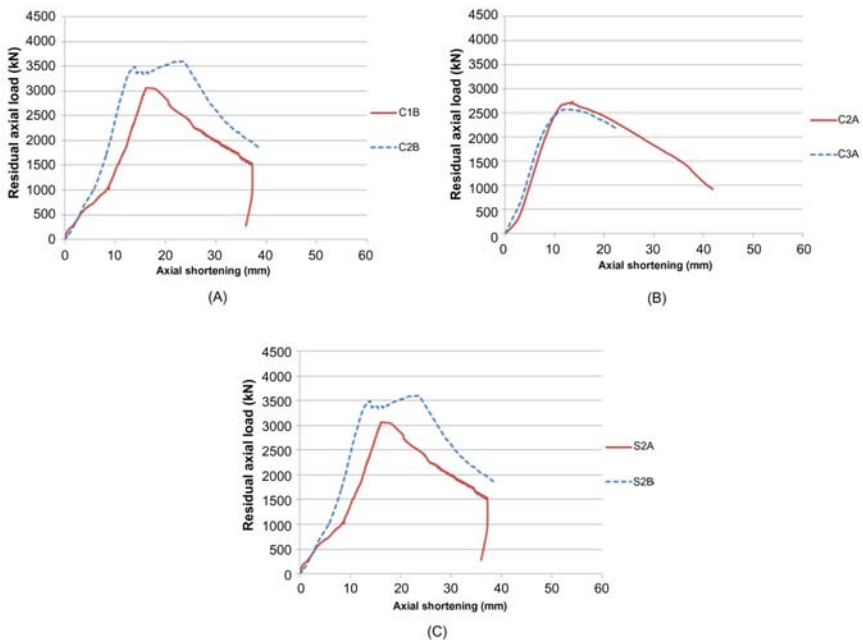 4500
4000
3500
3000
2500
2000
1500
1000
500
0
Residual axial load (kN)
0 10 20 30 40 50 60
Axial shortening (mm)
C1B
C2B
(A)
4500
4000
3500
3000
2500
2000
1500
1000
500
0
Residual axial load (kN)
0 10 20 30 40 50 60
Axial shortening (mm)
C2A
C3A
(B)
4500
4000
3500
3000
2500
2000
1500
1000
500
0
Residual axial load (kN)
0 10 20 30 40 50 60
Axial shortening (mm)
S2A
S2B
(C)